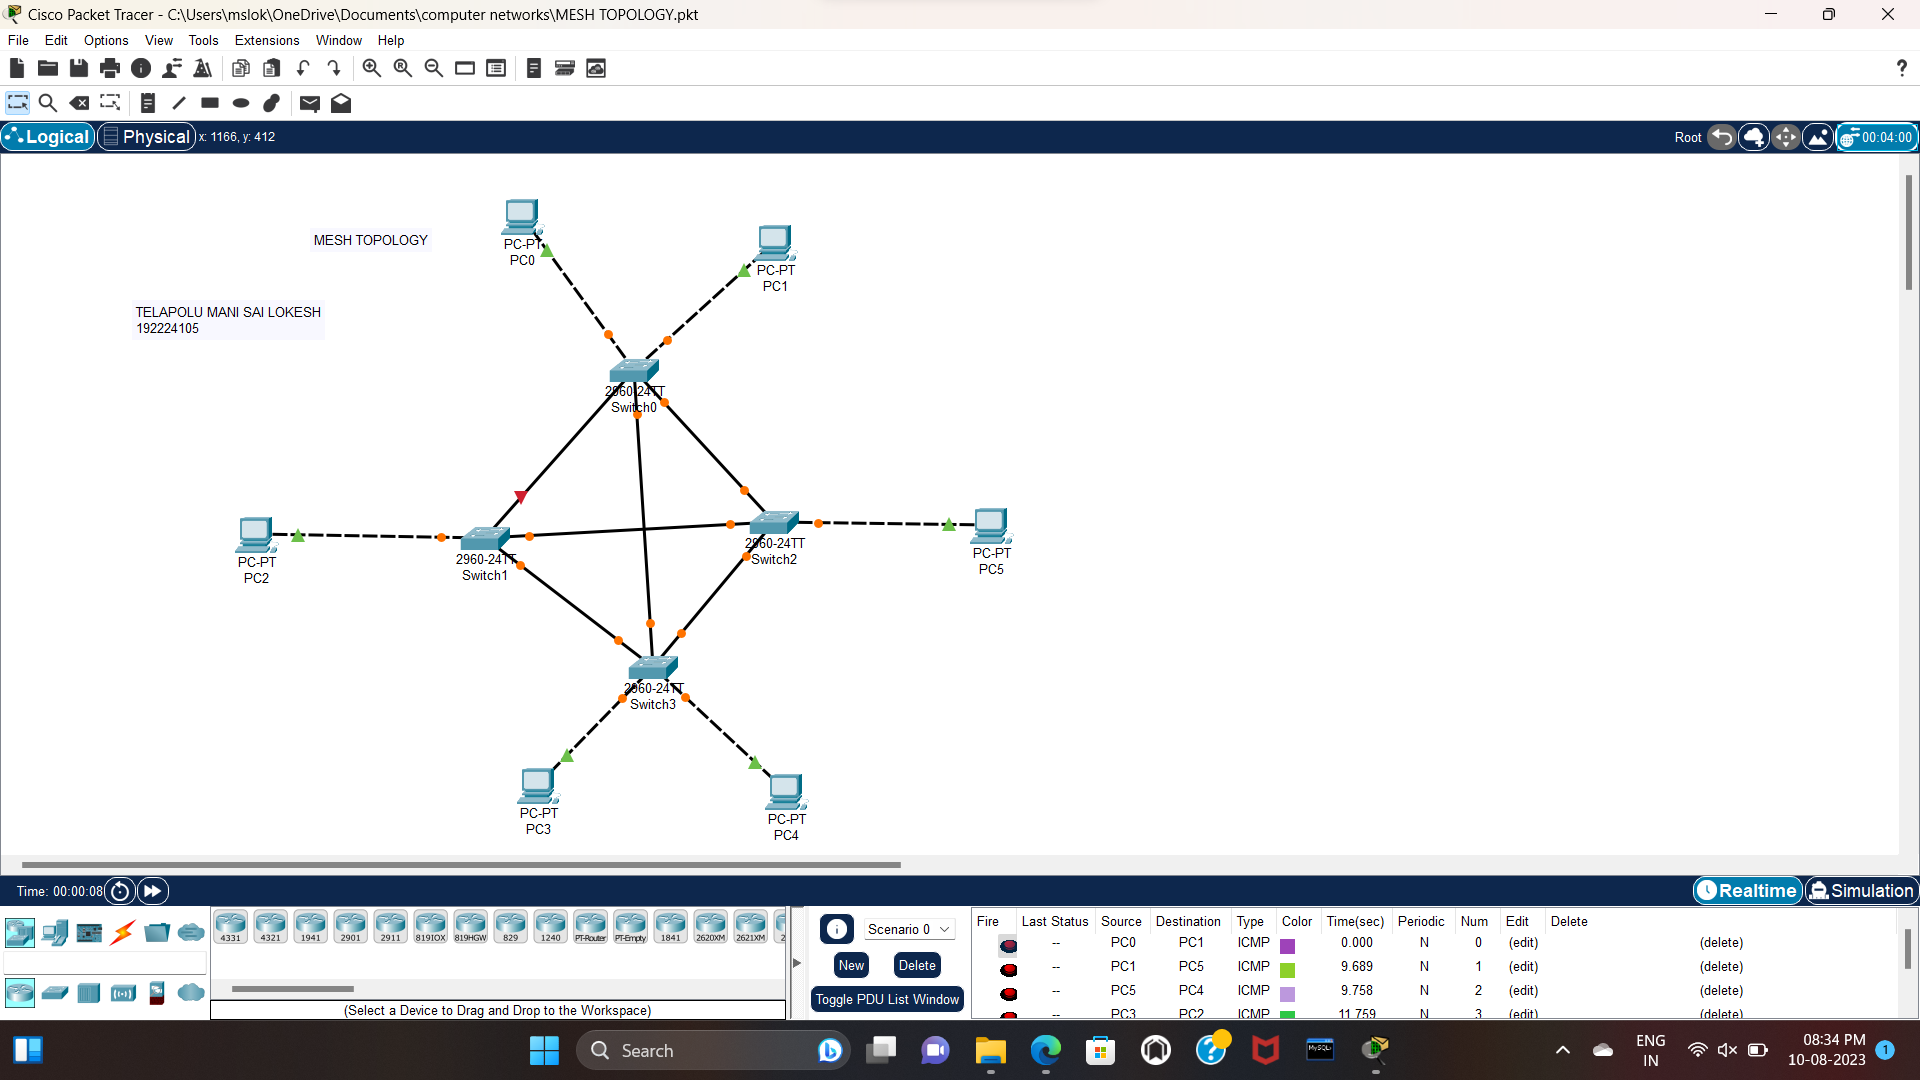 Cisco Packet Tracer - C:\Users\mslok\OneDrive\Documents\computer networks\MESH TOPOLOGY.pkt
File Edit Options View Tools Extensions Window Help
?
Logical Physical x: 1166, y: 412 Root 00:04:00
MESH TOPOLOGY
TELAPOLU MANI SAI LOKESH
192224105
PC-PT
PC0
PC-PT
PC1
2960-24TT
Switch0
PC-PT
PC2
2960-24TT
Switch1
2960-24TT
Switch2
PC-PT
PC5
2960-24TT
Switch3
PC-PT
PC3
PC-PT
PC4
Time: 00:00:08 Realtime Simulation
4331 4321 1941 2901 2911 819IOX 819HGW 829 1240 PT-Router PT-Empty 1841 2620XM 2621XM 2
(Select a Device to Drag and Drop to the Workspace)
Scenario 0
New Delete
Toggle PDU List Window
Fire Last Status Source Destination Type Color Time(sec) Periodic Num Edit Delete
-- PC0 PC1 ICMP 0.000 N 0 (edit) (delete)
-- PC1 PC5 ICMP 9.689 N 1 (edit) (delete)
-- PC5 PC4 ICMP 9.758 N 2 (edit) (delete)
-- PC3 PC2 ICMP 11.759 N 3 (edit) (delete)
Search
MySQL
ENG
IN
08:34 PM
10-08-2023
1